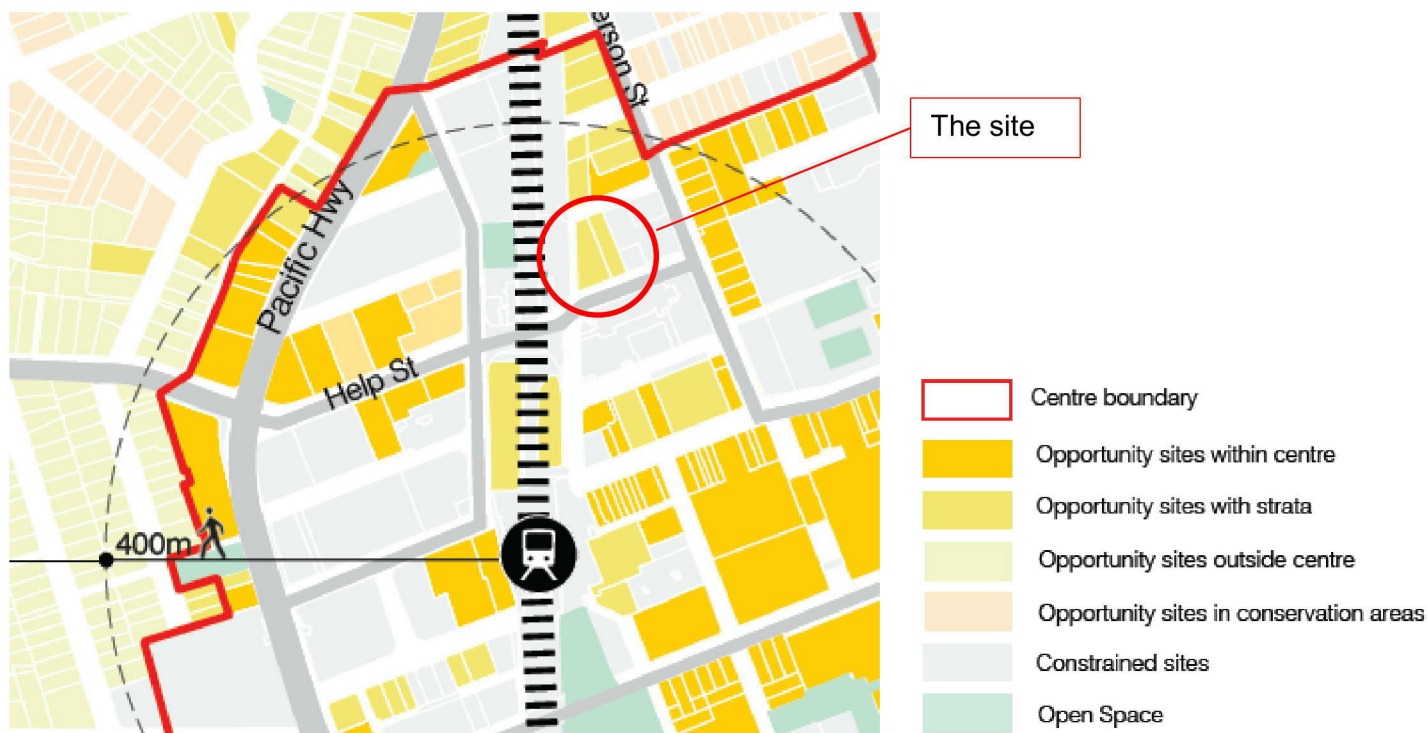 erson St
The site
Pacific Hwy
Help St
400m
Centre boundary
Opportunity sites within centre
Opportunity sites with strata
Opportunity sites outside centre
Opportunity sites in conservation areas
Constrained sites
Open Space